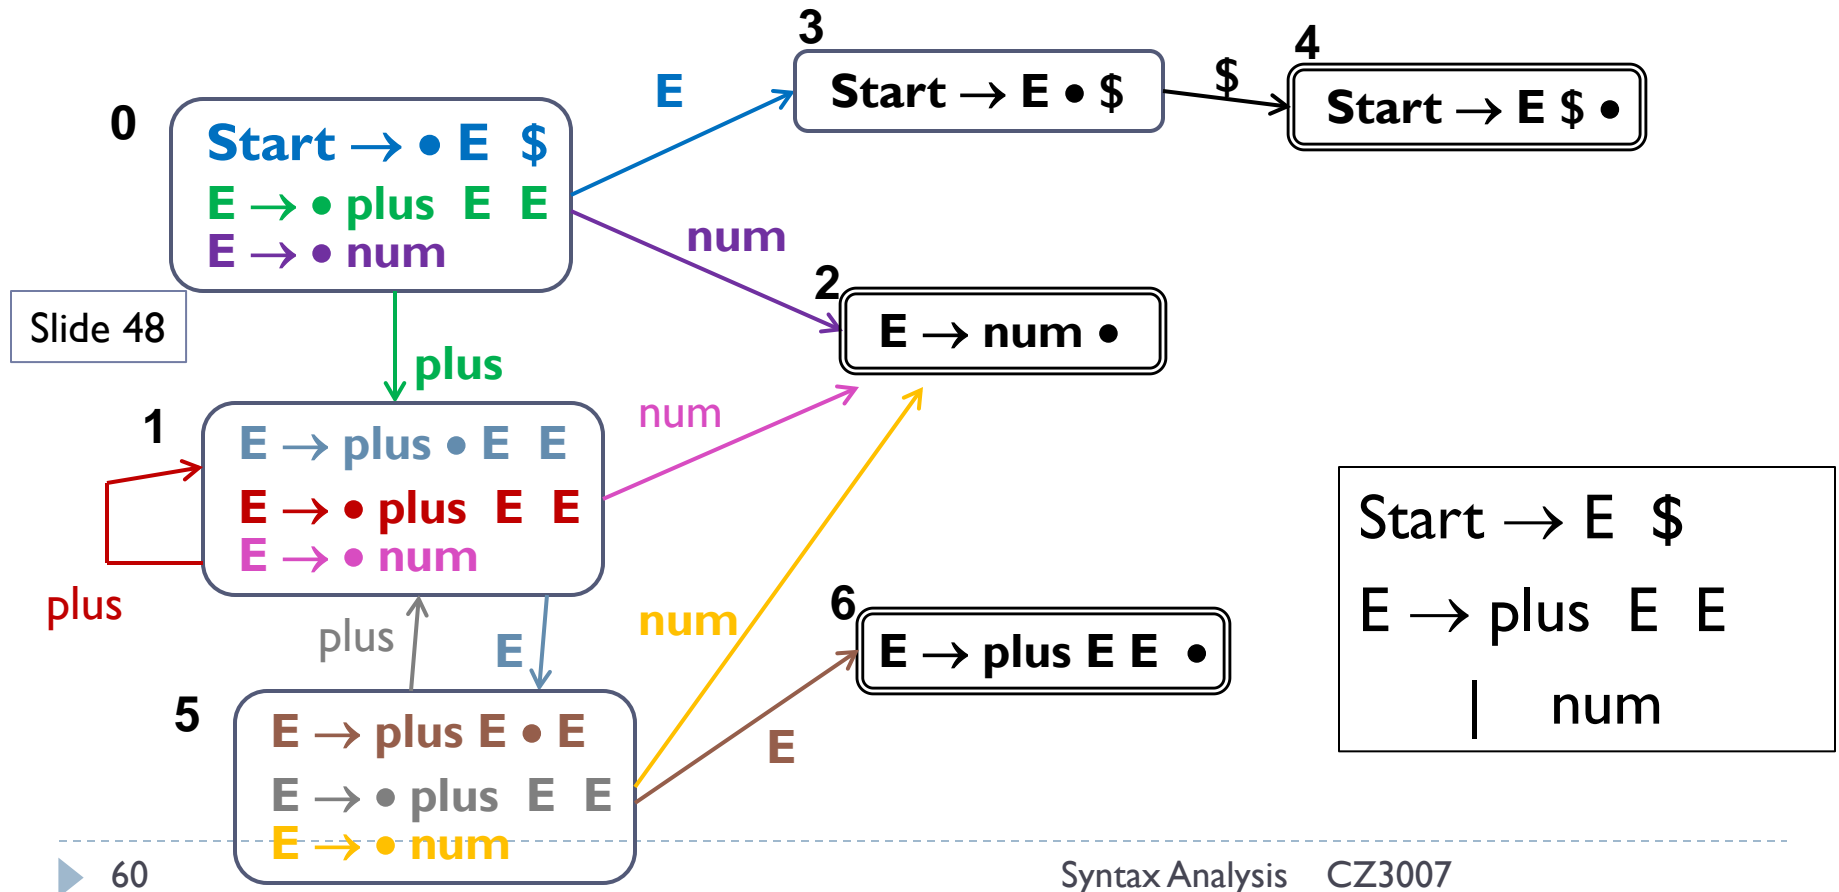 3
4
0
E
Start → E • $
$
Start → E $ •
Start → • E $
E → • plus E E
E → • num
num
2
Slide 48
E → num •
plus
1
num
E → plus • E E
E → • plus E E
E → • num
Start → E $
E → plus E E
| num
plus
plus
E
num
6
E → plus E E •
5
E → plus E • E
E
E → • plus E E
E → • num
60
Syntax Analysis CZ3007